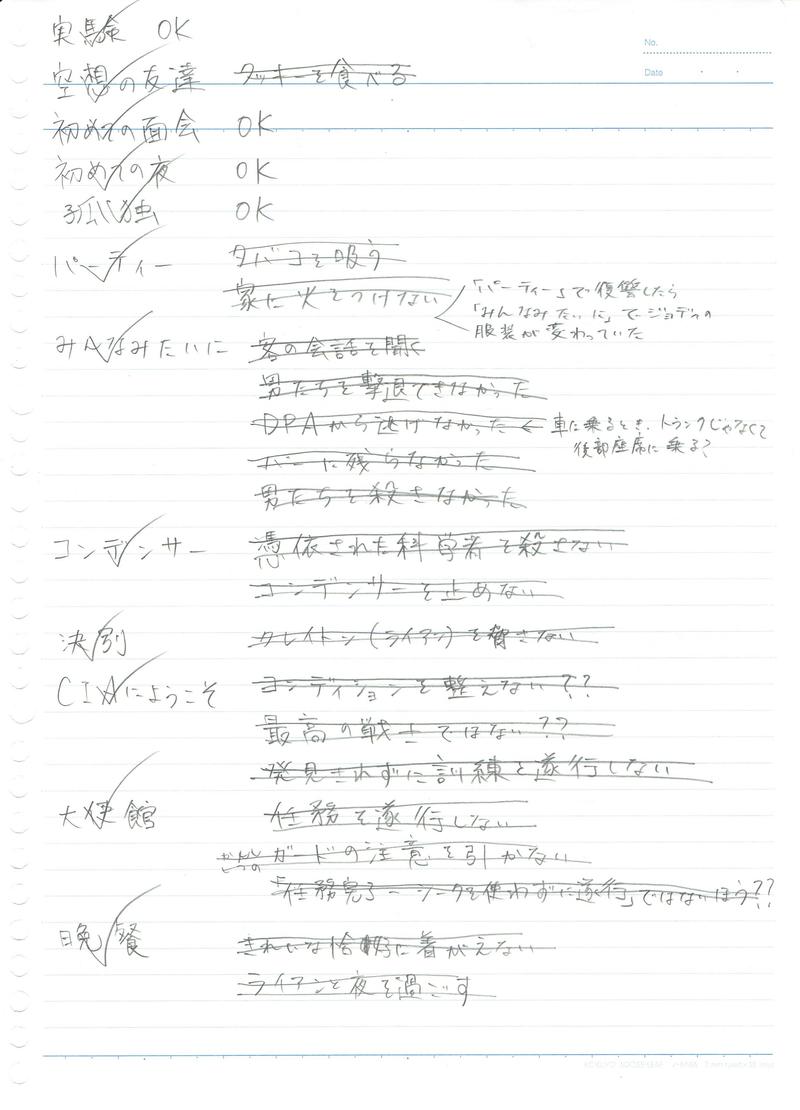 実験 OK
No.
Date
空想の友達 クッキーを食べる
初めての面会 OK
初めての夜 OK
孤独 OK
パーティー タバコを吸う
家に火をつけない 「パーティー」で復讐したら
「みんなみたいに」でジョディの
服装が変わっていた
みんなみたいに 客の会話を聞く
男たちを撃退できなかった
DPAから逃げなかった ← 車に乗るとき、トランクじゃなくて
後部座席に乗る?
バーに残らなかった
男たちを殺さなかった
コンデンサー 憑依された科学者を殺さない
コンデンサーを止めない
決別 クレイトン(ライアン)を脅さない
CIAにようこそ コンディションを整えない??
最高の戦士ではない??
発見されずに訓練を遂行しない
大使館 任務を遂行しない
ガードの注意を引かない
「任務完了―シークを使わずに遂行」ではないほう??
晩餐 きれいな恰好に着がえない
ライアンと夜を過ごす